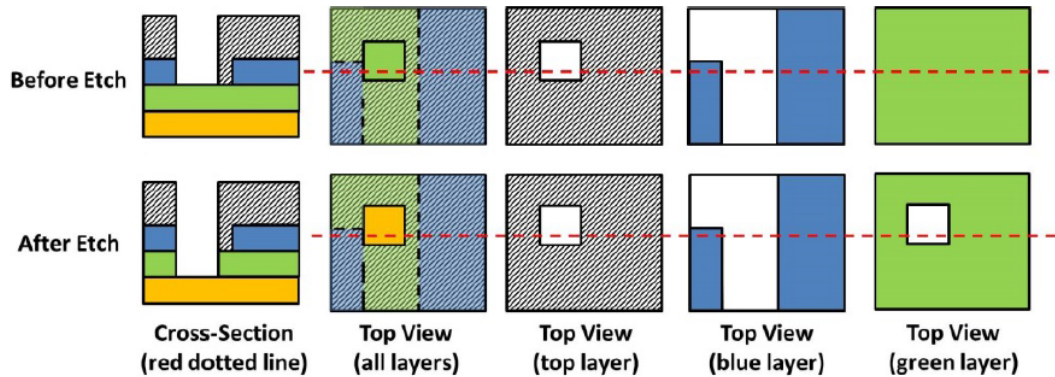 Before Etch
After Etch
Cross-Section
(red dotted line)
Top View
(all layers)
Top View
(top layer)
Top View
(blue layer)
Top View
(green layer)